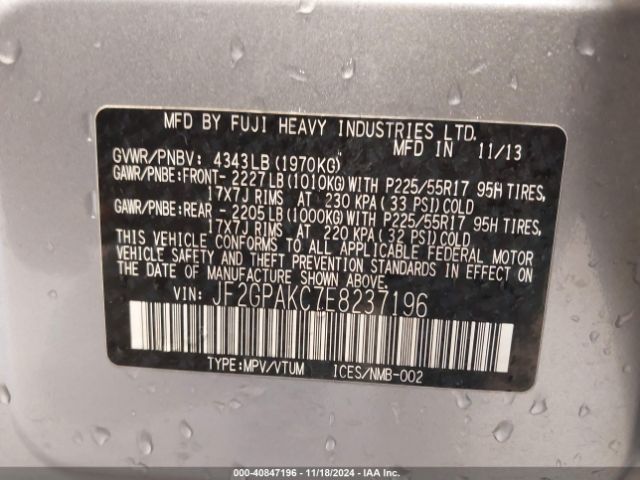 MFD BY FUJI HEAVY INDUSTRIES LTD.
MFD IN 11/13
GVWR/PNBV: 4343LB (1970KG)
GAWR/PNBE:FRONT- 2227LB (1010KG) WITH P225/55R17 95H TIRES,
17X7J RIMS AT 230 KPA ( 33 PSI) COLD
GAWR/PNBE:REAR - 2205LB (1000KG) WITH P225/55R17 95H TIRES,
17X7J RIMS AT 220 KPA ( 32 PSI) COLD
THIS VEHICLE CONFORMS TO ALL APPLICABLE FEDERAL MOTOR
VEHICLE SAFETY AND THEFT PREVENTION STANDARDS IN EFFECT ON
THE DATE OF MANUFACTURE SHOWN ABOVE.
VIN: JF2GPAKC7E8237196
TYPE:MPV/VTUM ICES/NMB-002
#IAAI - 40847196 - 11/18/2024 - IAA Inc.